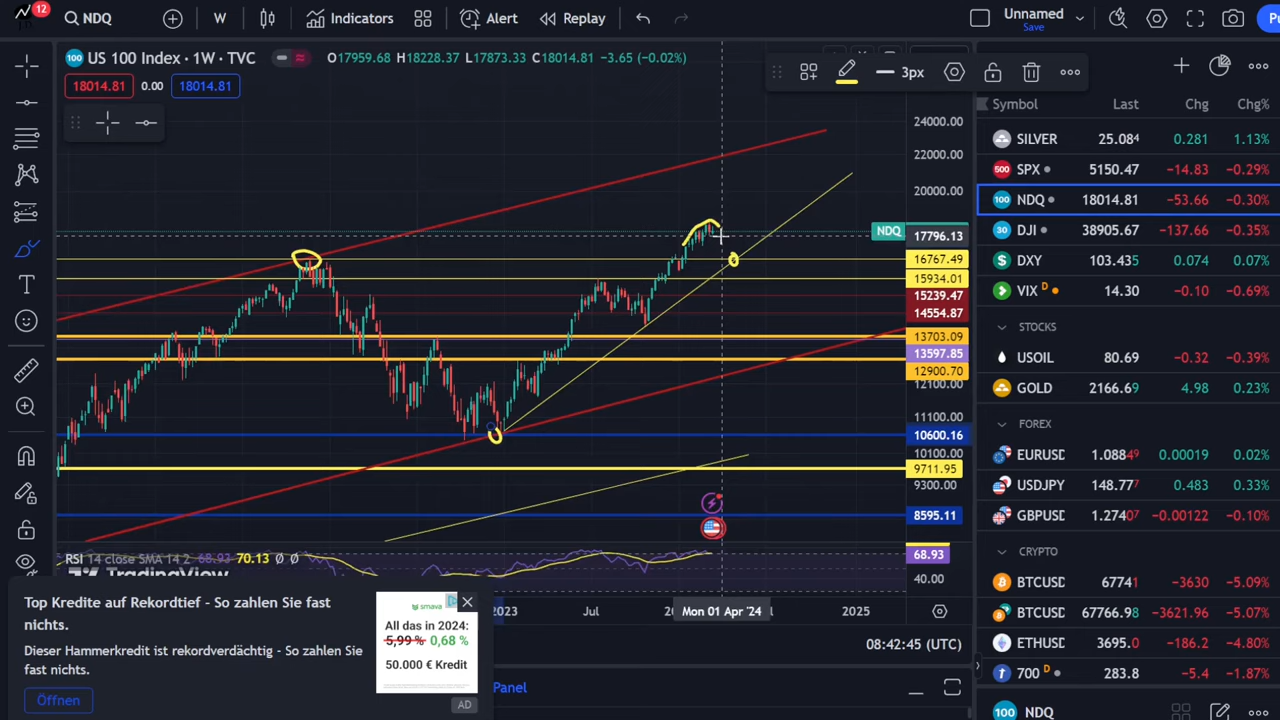 12
NDQ
W
Indicators
Alert
Replay
Unnamed
Save
100 US 100 Index · 1W · TVC
O17959.68 H18228.37 L17873.33 C18014.81 −3.65 (−0.02%)
18014.81 0.00 18014.81
3px
24000.00
22000.00
20000.00
NDQ 17796.13
16767.49
15934.01
15239.47
14554.87
13703.09
13597.85
12900.70
12100.00
11100.00
10600.16
10100.00
9711.95
9300.00
8595.11
RSI 14 close SMA 14 2 68.93 70.13 Ø Ø
68.93
40.00
TradingView
2023 Jul Mon 01 Apr '24 2025
08:42:45 (UTC)
Panel
Top Kredite auf Rekordtief - So zahlen Sie fast
nichts.
Dieser Hammerkredit ist rekordverdächtig - So zahlen Sie
fast nichts.
Öffnen
smava
All das in 2024:
5,99 % 0,68 %
50.000 € Kredit
AD
Symbol Last Chg Chg%
SILVER 25.084 0.281 1.13%
500 SPX 5150.47 −14.83 −0.29%
100 NDQ 18014.81 −53.66 −0.30%
30 DJI 38905.67 −137.66 −0.35%
DXY 103.435 0.074 0.07%
VIX D 14.30 −0.10 −0.69%
STOCKS
USOIL 80.69 −0.32 −0.39%
GOLD 2166.69 4.98 0.23%
FOREX
EURUSD 1.08849 0.00019 0.02%
USDJPY 148.777 0.483 0.33%
GBPUSD 1.27407 −0.00122 −0.10%
CRYPTO
BTCUSD 67741 −3630 −5.09%
BTCUSD 67766.98 −3621.96 −5.07%
ETHUSD 3695.0 −186.2 −4.80%
700 D 283.8 −5.4 −1.87%
100 NDQ